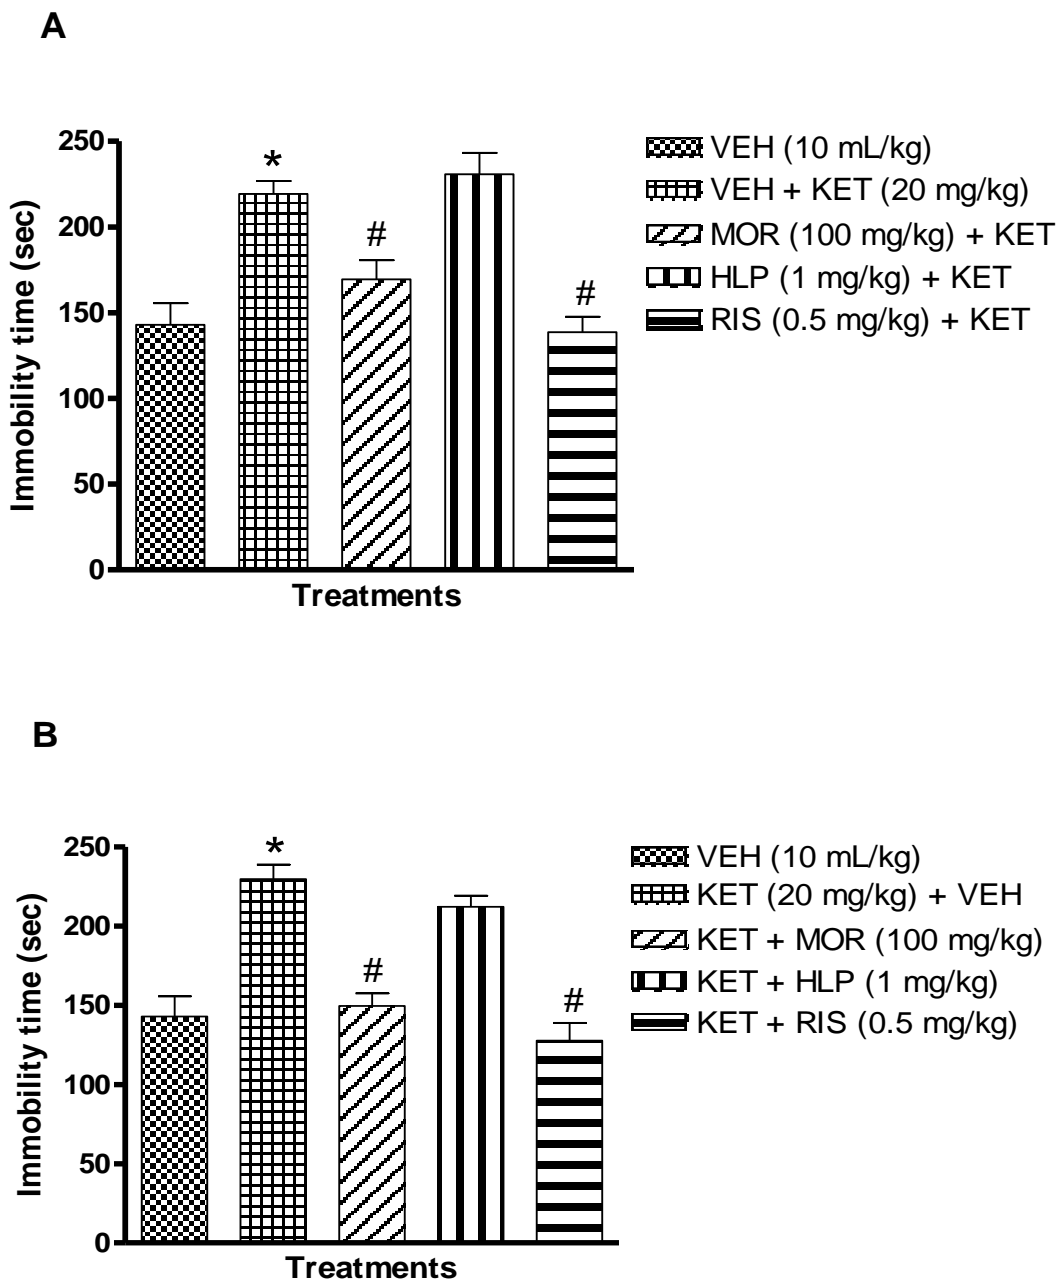 A
250
200
150
100
50
0
Immobility time (sec)
*
#
#
Treatments
VEH (10 mL/kg)
VEH + KET (20 mg/kg)
MOR (100 mg/kg) + KET
HLP (1 mg/kg) + KET
RIS (0.5 mg/kg) + KET
B
250
200
150
100
50
0
Immobility time (sec)
*
#
#
Treatments
VEH (10 mL/kg)
KET (20 mg/kg) + VEH
KET + MOR (100 mg/kg)
KET + HLP (1 mg/kg)
KET + RIS (0.5 mg/kg)